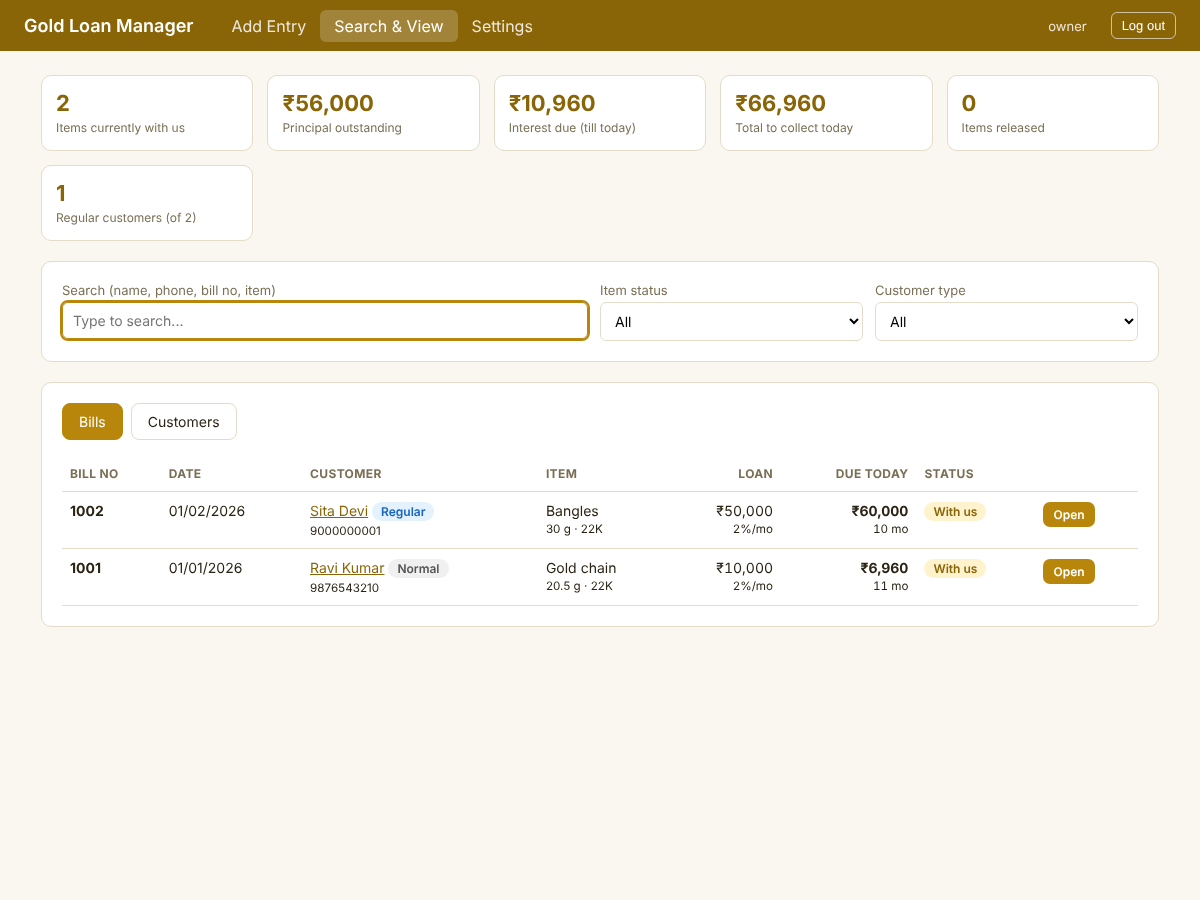 Gold Loan Manager Add Entry Search & View Settings owner Log out
2
Items currently with us
₹56,000
Principal outstanding
₹10,960
Interest due (till today)
₹66,960
Total to collect today
0
Items released
1
Regular customers (of 2)
Search (name, phone, bill no, item)
Type to search...
Item status
All
Customer type
All
Bills Customers
BILL NO DATE CUSTOMER ITEM LOAN DUE TODAY STATUS
1002 01/02/2026 Sita Devi Regular Bangles ₹50,000 ₹60,000 With us Open
9000000001 30 g · 22K 2%/mo 10 mo
1001 01/01/2026 Ravi Kumar Normal Gold chain ₹10,000 ₹6,960 With us Open
9876543210 20.5 g · 22K 2%/mo 11 mo